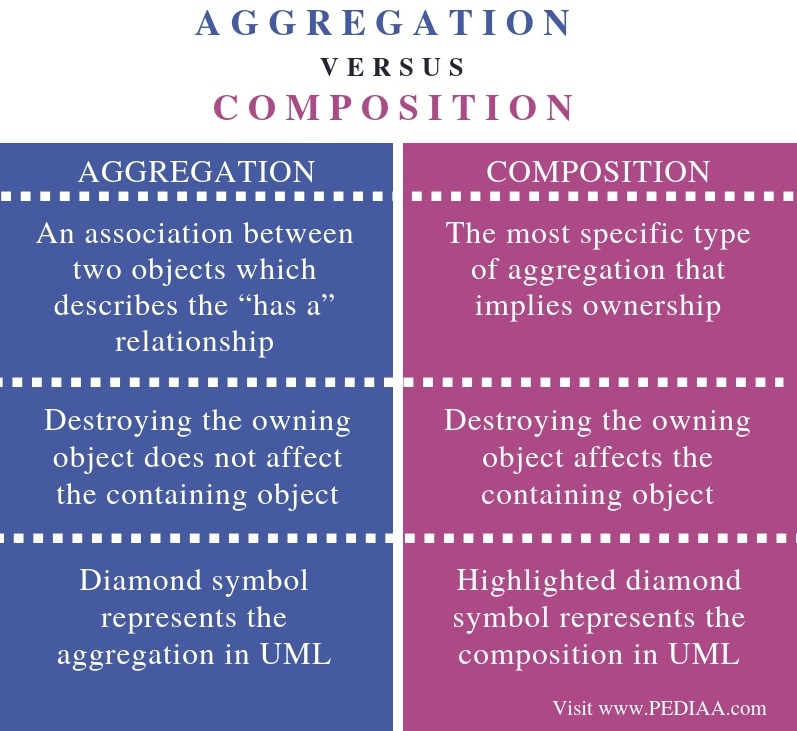 AGGREGATION
VERSUS
COMPOSITION
AGGREGATION
An association between
two objects which
describes the “has a”
relationship
Destroying the owning
object does not affect
the containing object
Diamond symbol
represents the
aggregation in UML
COMPOSITION
The most specific type
of aggregation that
implies ownership
Destroying the owning
object affects the
containing object
Highlighted diamond
symbol represents the
composition in UML
Visit www.PEDIAA.com